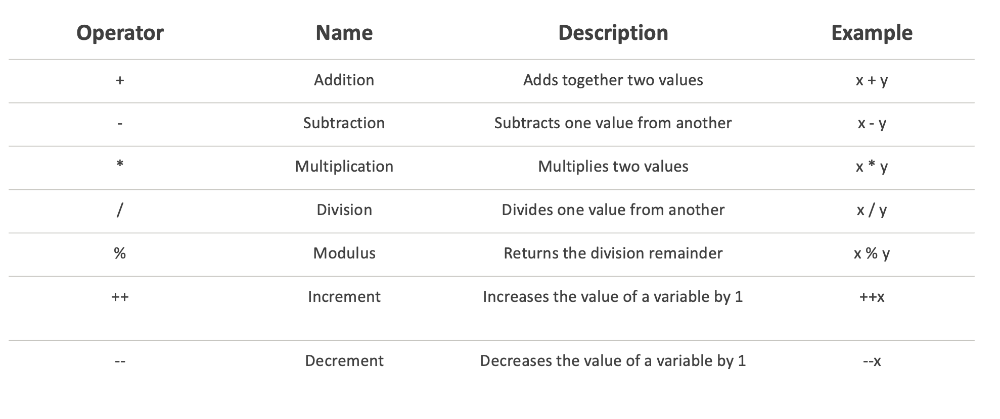 Operator Name Description Example
+ Addition Adds together two values x + y
- Subtraction Subtracts one value from another x - y
* Multiplication Multiplies two values x * y
/ Division Divides one value from another x / y
% Modulus Returns the division remainder x % y
++ Increment Increases the value of a variable by 1 ++x
-- Decrement Decreases the value of a variable by 1 --x